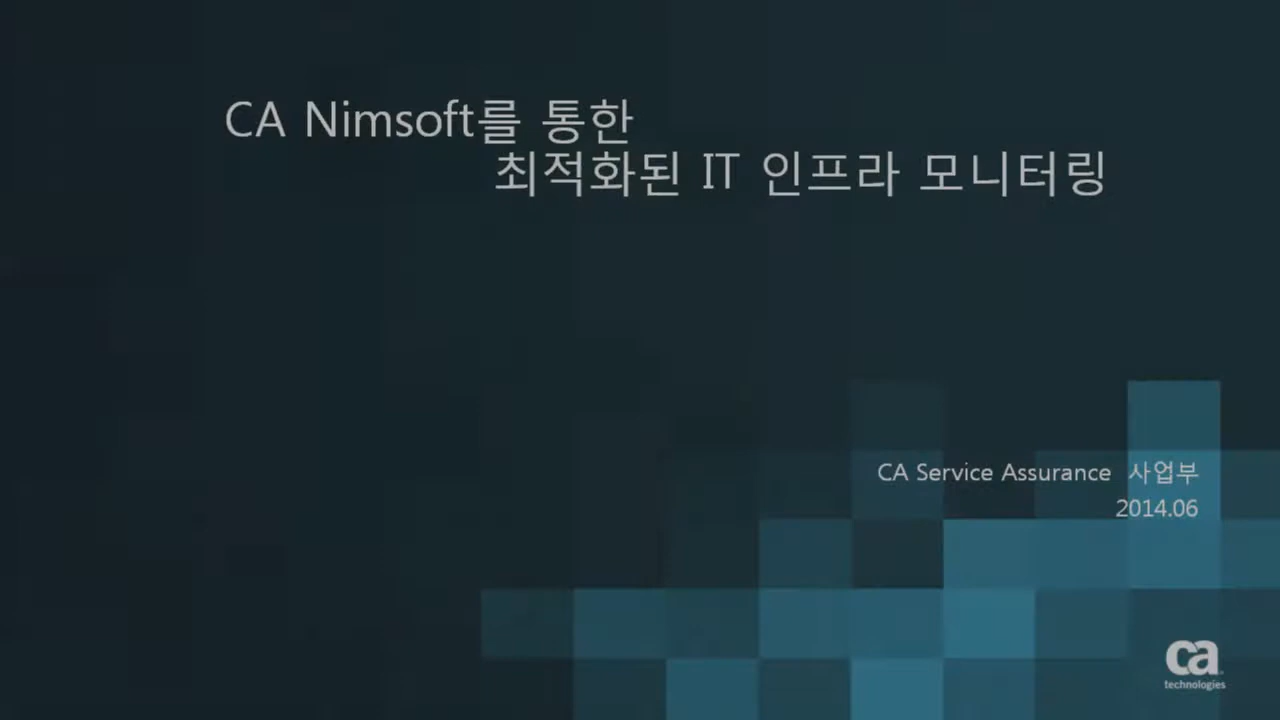 CA Nimsoft를 통한
최적화된 IT 인프라 모니터링
CA Service Assurance 사업부
2014.06
ca
technologies